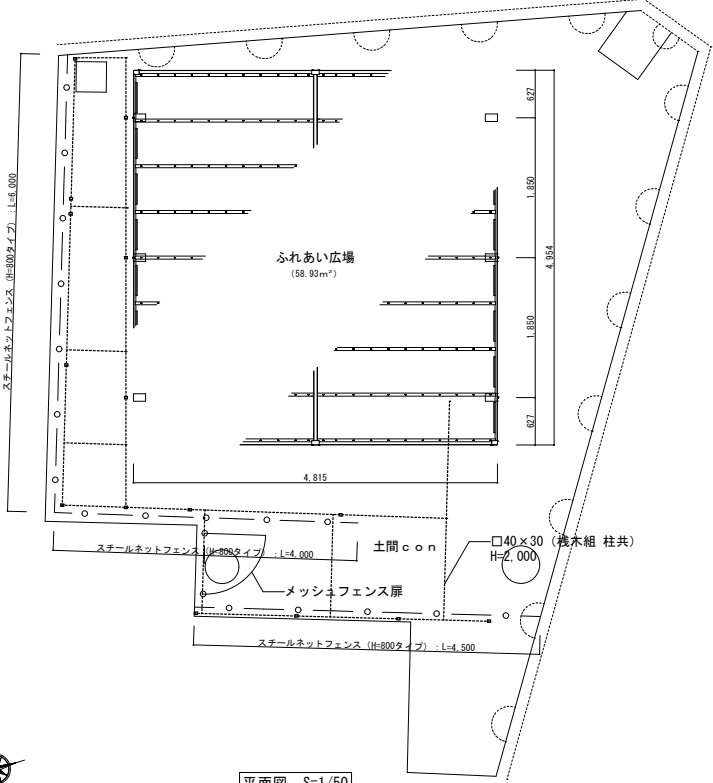 627
1,850
4,954
1,850
627
ふれあい広場
(58.93m²)
スチールネットフェンス (H=800タイプ) : L=6,000
4,815
スチールネットフェンス (H=800タイプ) : L=4,000
土間ｃｏｎ
口40×30 (桟木組 柱共)
H=2,000
メッシュフェンス扉
スチールネットフェンス (H=800タイプ) : L=4,500
平面図 S=1/50